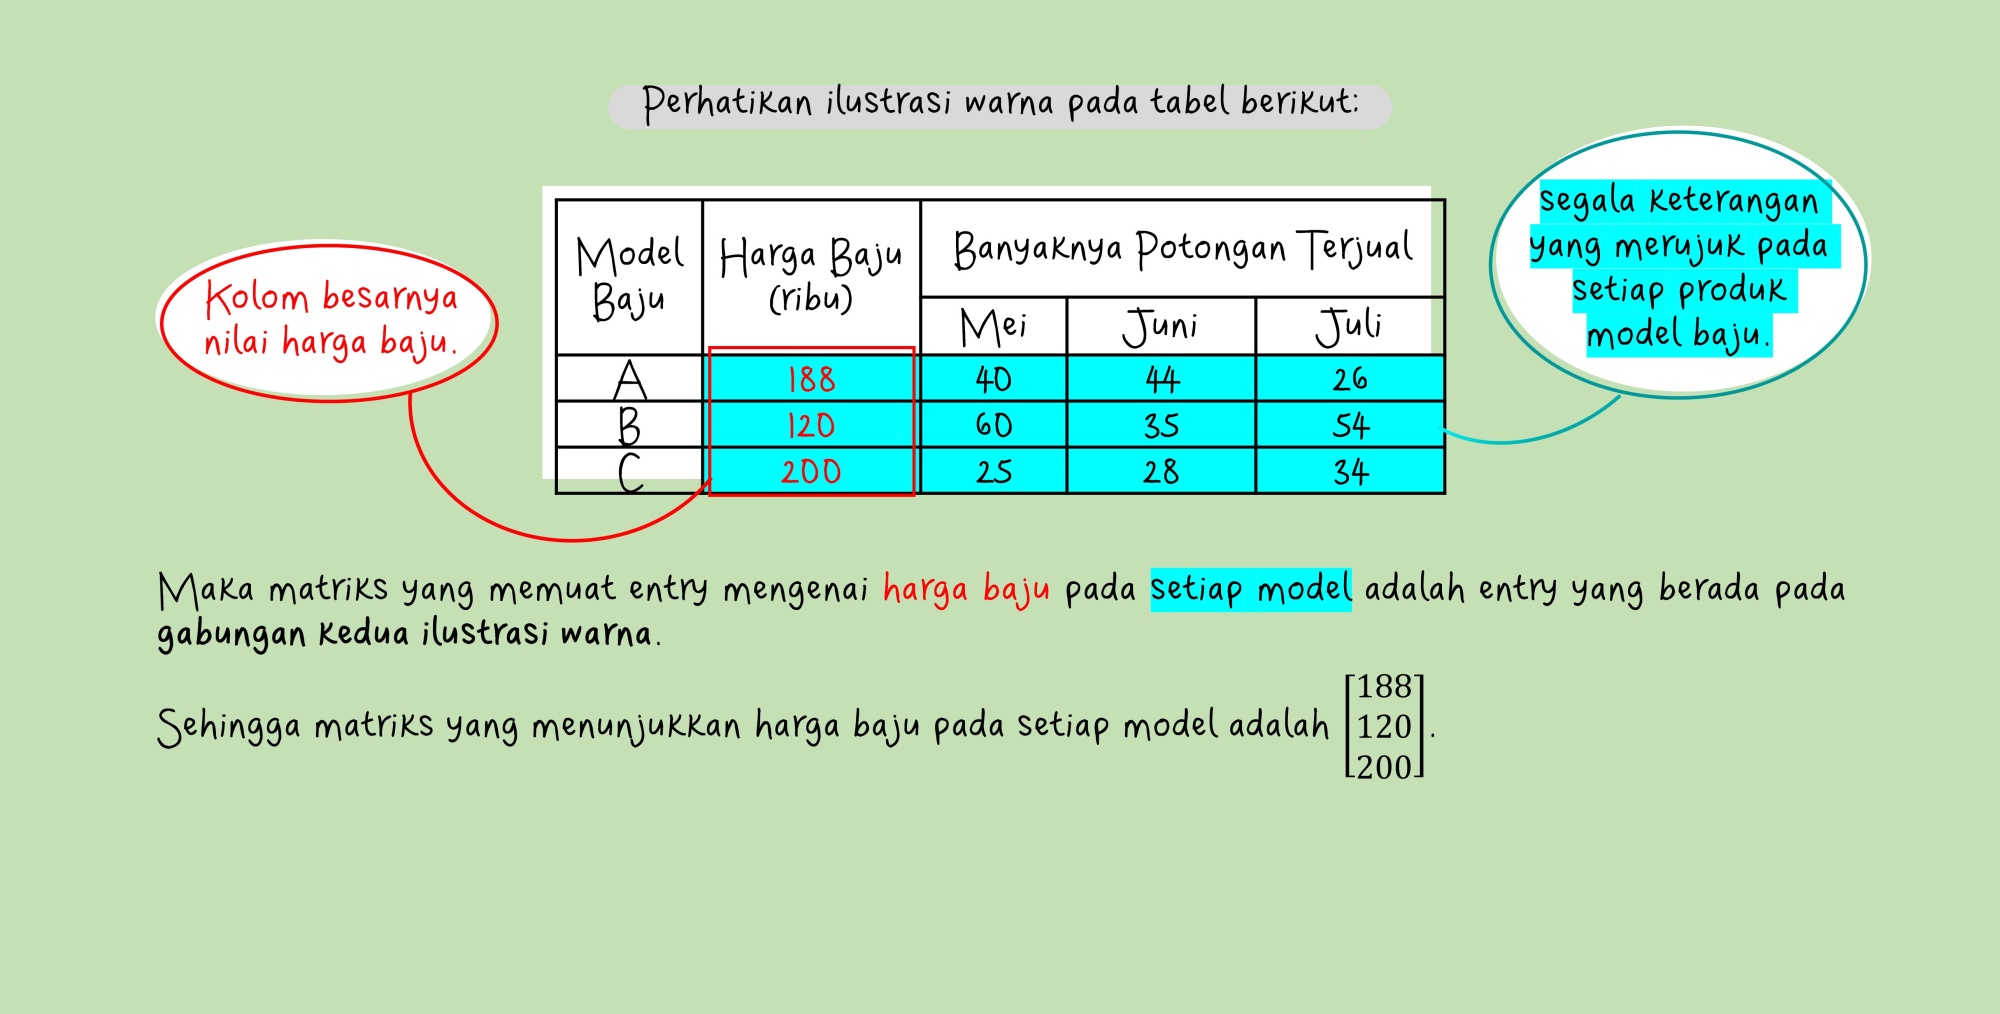 Perhatikan ilustrasi warna pada tabel berikut:
segala keterangan
yang merujuk pada
setiap produk
model baju.
Kolom besarnya
nilai harga baju.
Model Baju Harga Baju (ribu) Banyaknya Potongan Terjual
Mei Juni Juli
A 188 40 44 26
B 120 60 35 54
C 200 25 28 34
Maka matriks yang memuat entry mengenai harga baju pada setiap model adalah entry yang berada pada
gabungan kedua ilustrasi warna.
Sehingga matriks yang menunjukkan harga baju pada setiap model adalah [188 120 200].